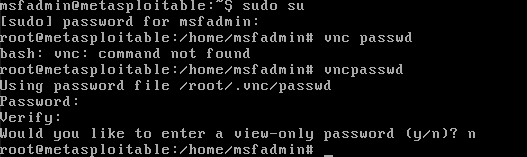 msfadmin@metasploitable:~$ sudo su
[sudo] password for msfadmin:
root@metasploitable:/home/msfadmin# vnc passwd
bash: vnc: command not found
root@metasploitable:/home/msfadmin# vncpasswd
Using password file /root/.vnc/passwd
Password:
Verify:
Would you like to enter a view-only password (y/n)? n
root@metasploitable:/home/msfadmin# _